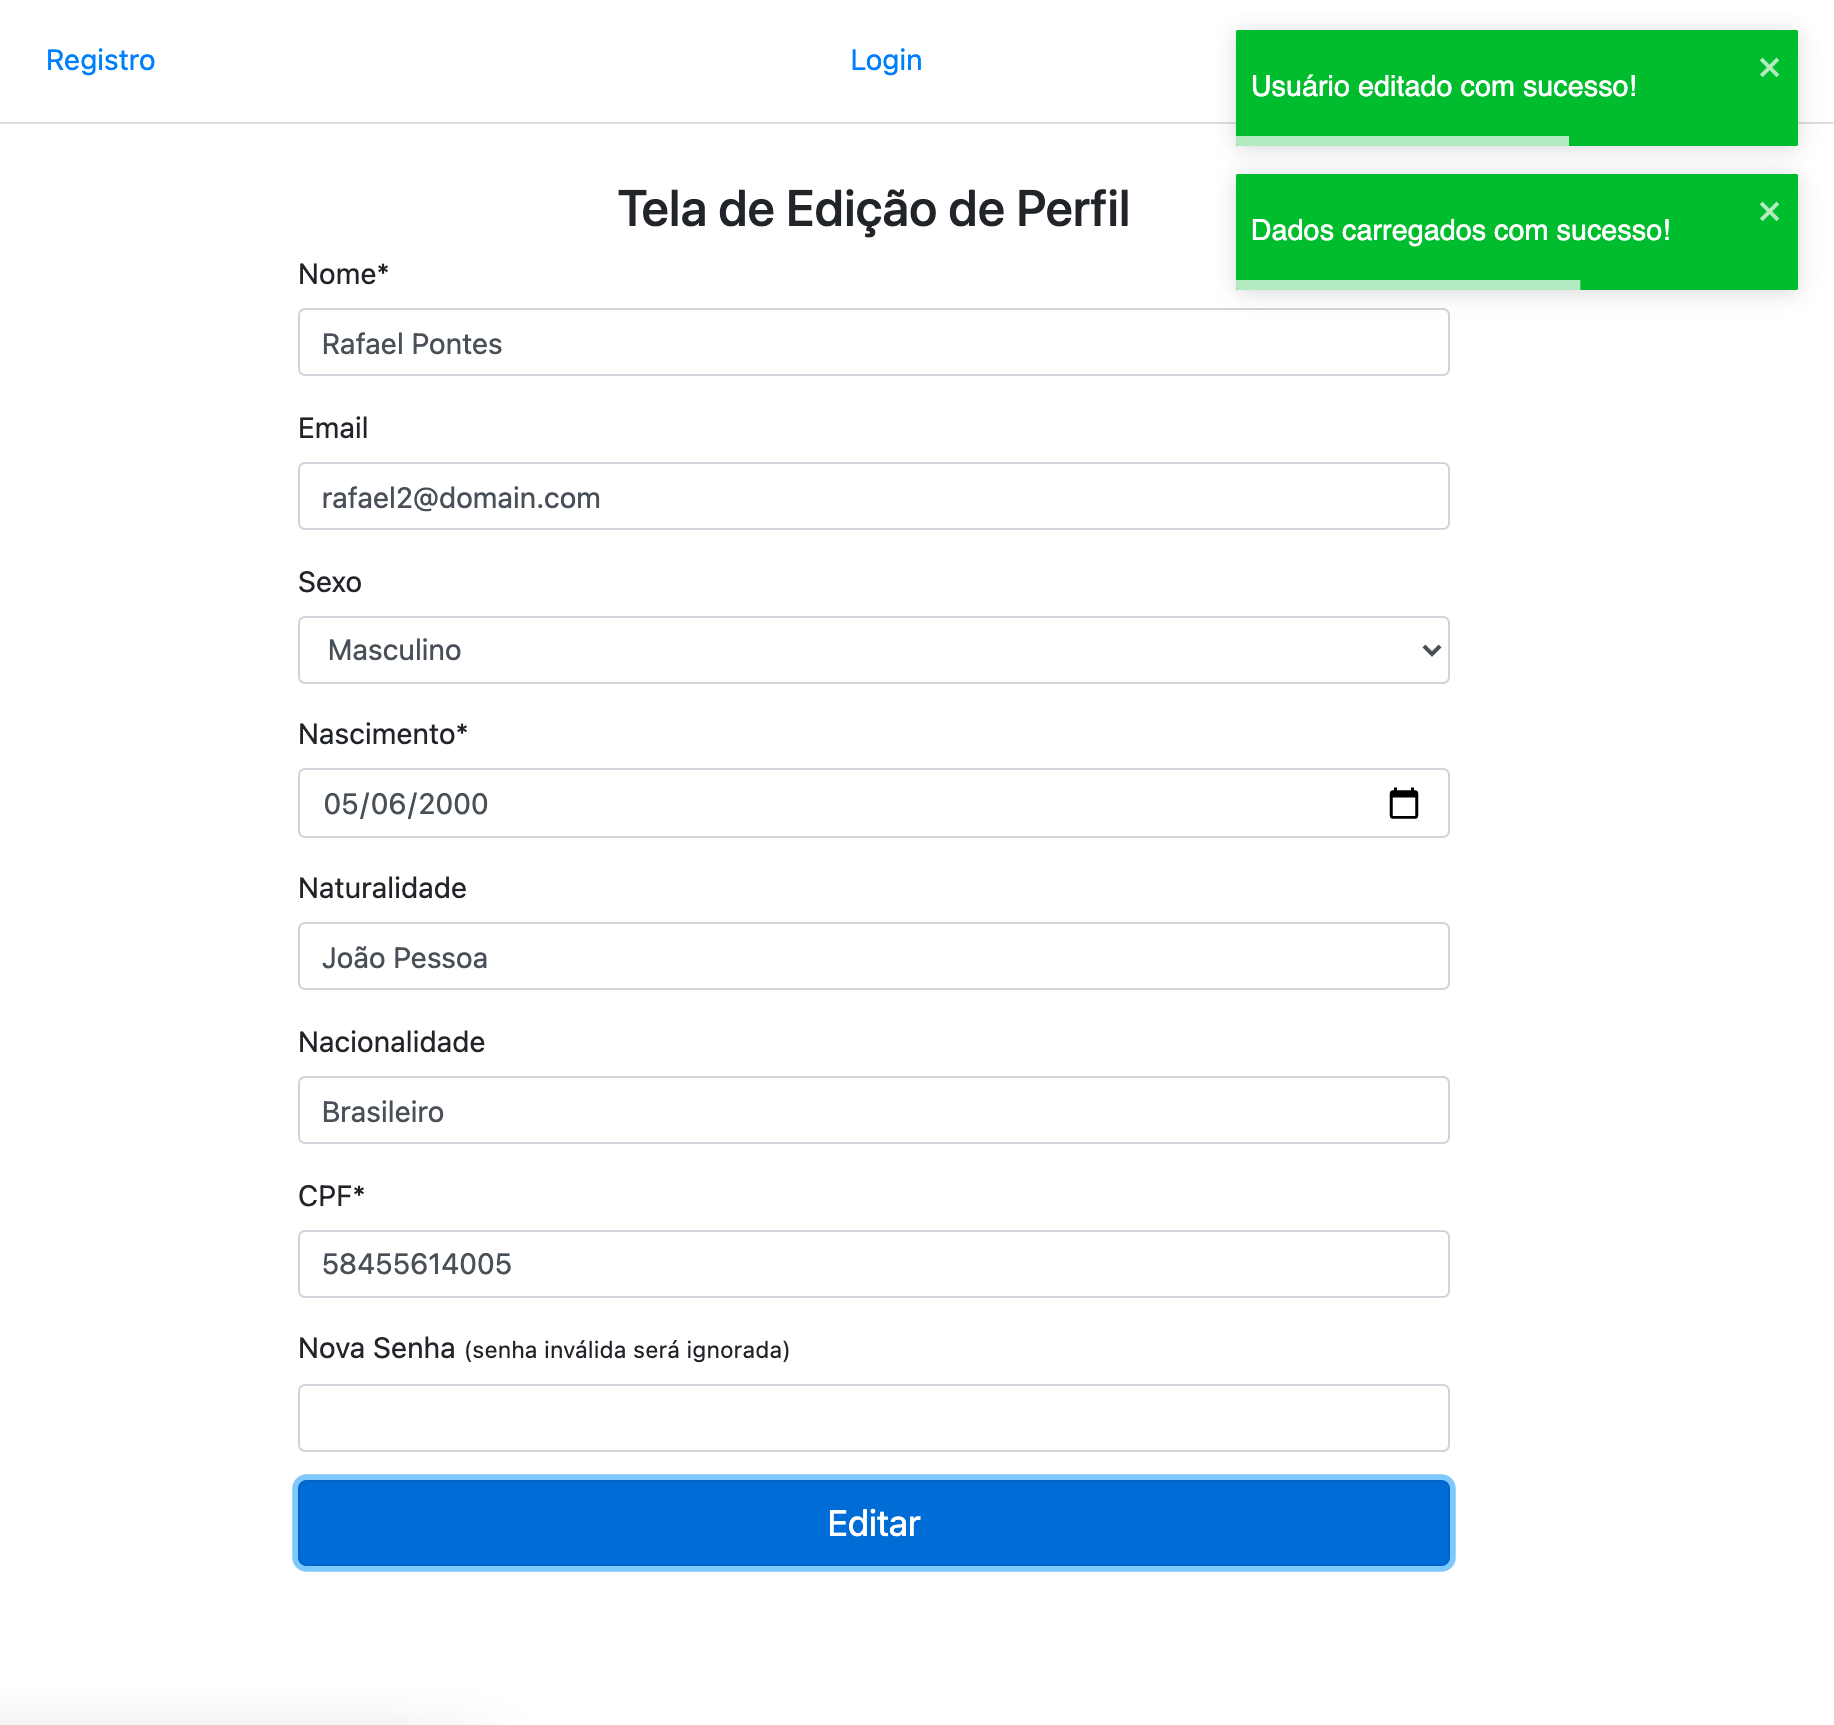 Registro
Login
Usuário editado com sucesso!
Dados carregados com sucesso!
Tela de Edição de Perfil
Nome*
Rafael Pontes
Email
rafael2@domain.com
Sexo
Masculino
Nascimento*
05/06/2000
Naturalidade
João Pessoa
Nacionalidade
Brasileiro
CPF*
58455614005
Nova Senha (senha inválida será ignorada)
Editar